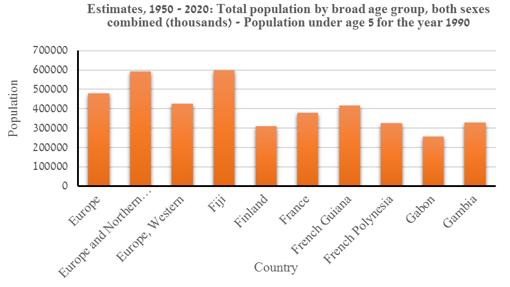 Estimates, 1950 - 2020: Total population by broad age group, both sexes
combined (thousands) - Population under age 5 for the year 1990
Population
700000
600000
500000
400000
300000
200000
100000
0
Europe
Europe and Northern...
Europe, Western
Fiji
Finland
France
French Guiana
French Polynesia
Gabon
Gambia
Country